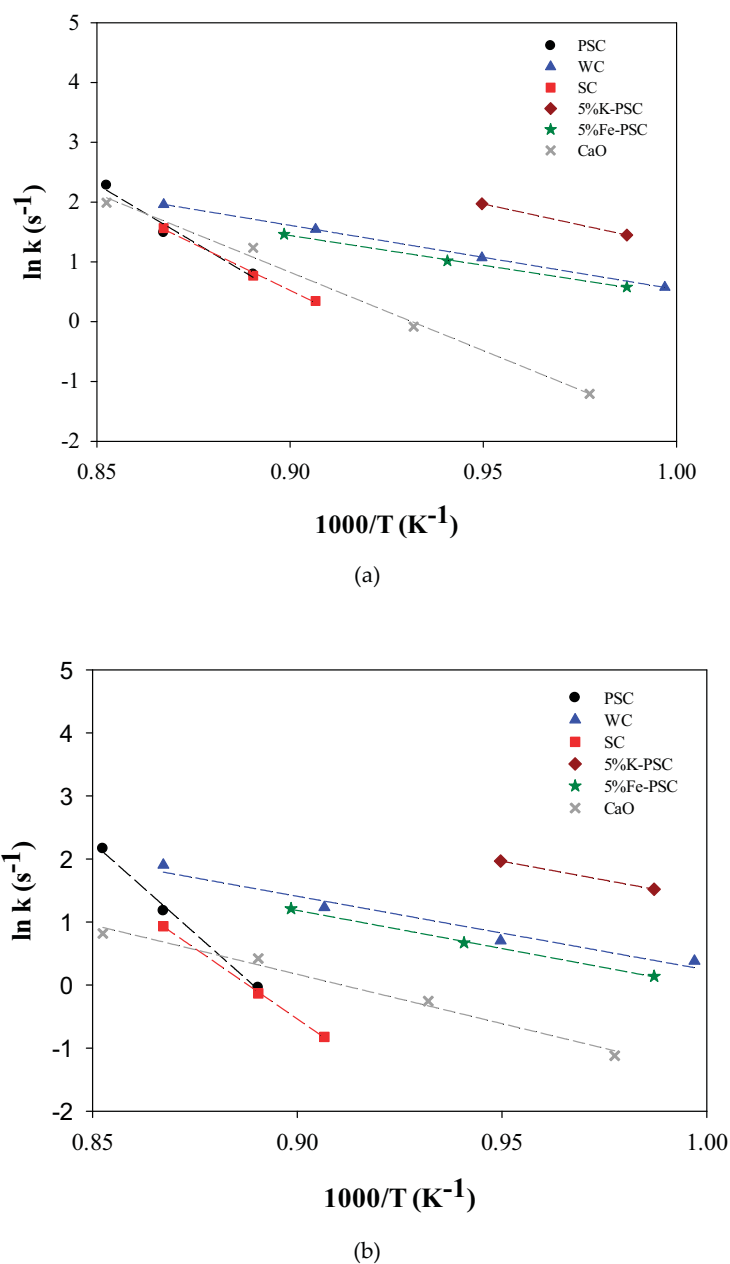 5
4
3
2
1
0
-1
-2
ln k (s-1)
PSC
WC
SC
5%K-PSC
5%Fe-PSC
CaO
0.85 0.90 0.95 1.00
1000/T (K-1)
(a)
5
4
3
2
1
0
-1
-2
ln k (s-1)
PSC
WC
SC
5%K-PSC
5%Fe-PSC
CaO
0.85 0.90 0.95 1.00
1000/T (K-1)
(b)